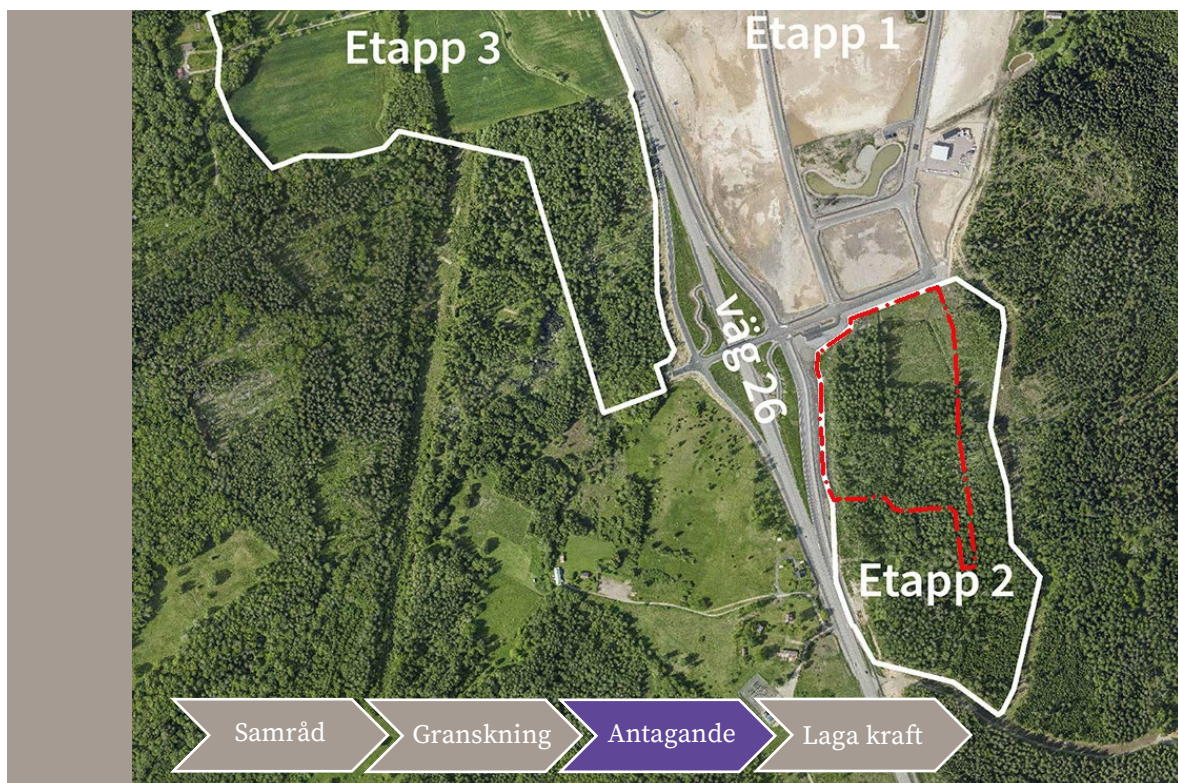 Etapp 3
Etapp 1
väg 26
Etapp 2
Samråd
Granskning
Antagande
Laga kraft